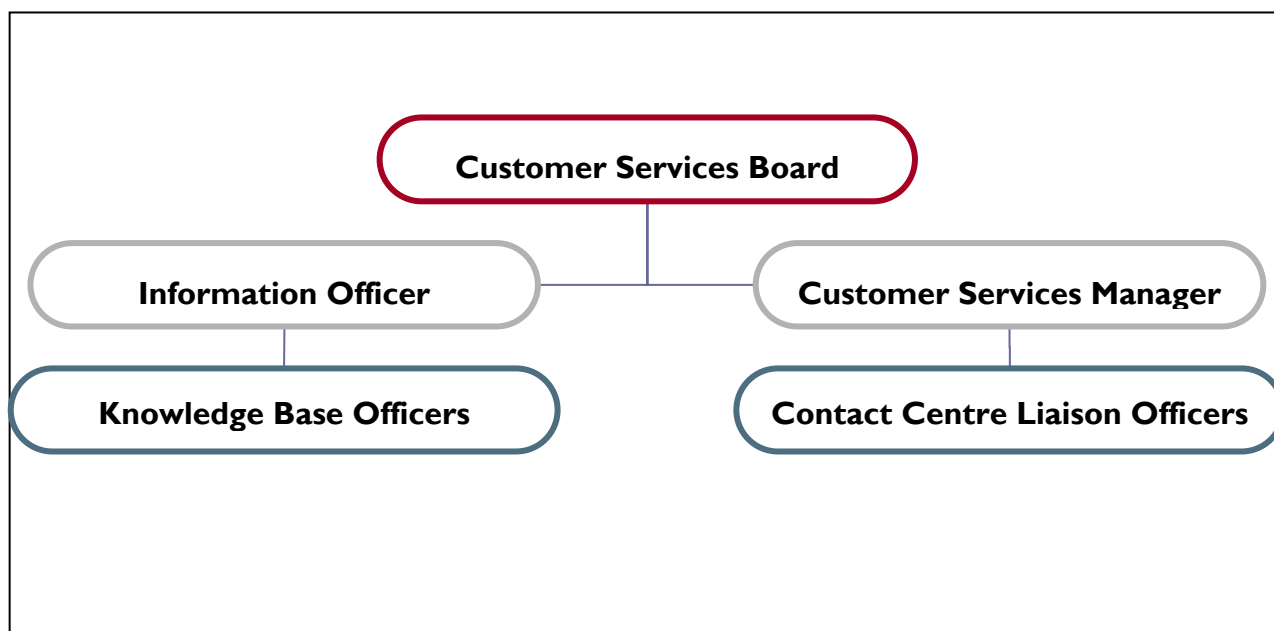 Customer Services Board
Information Officer
Customer Services Manager
Knowledge Base Officers
Contact Centre Liaison Officers